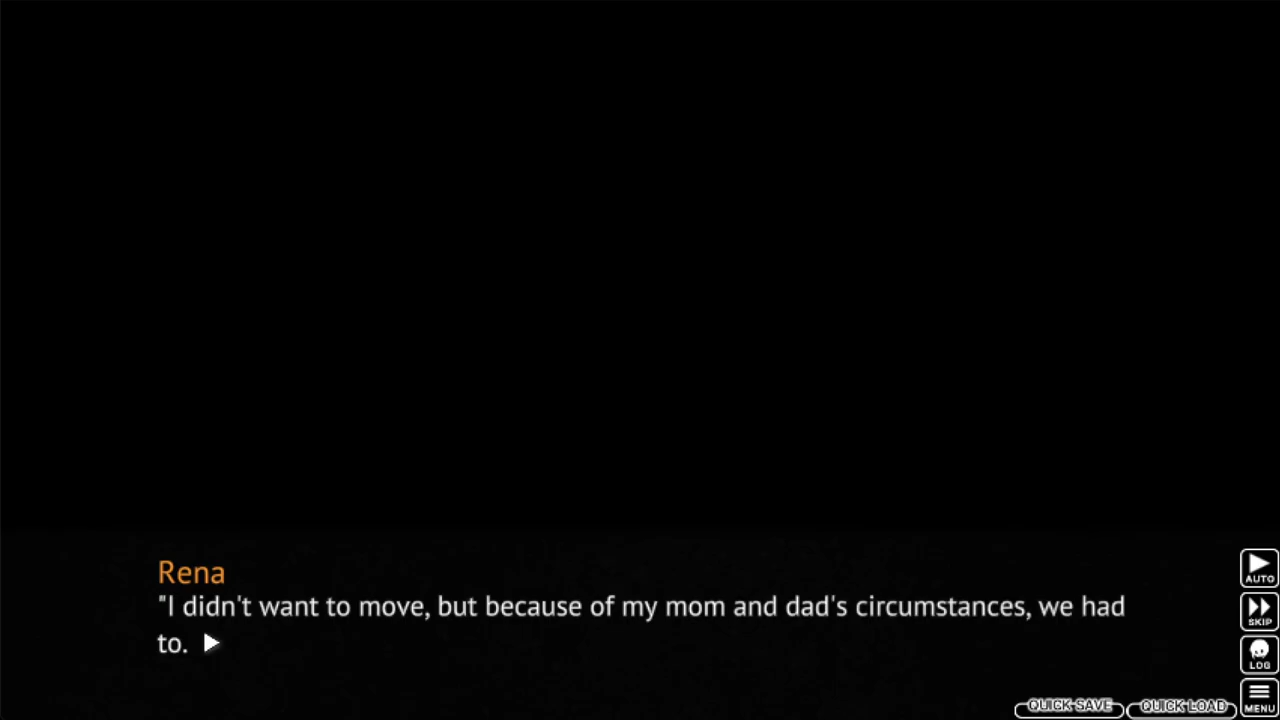 Rena
"I didn't want to move, but because of my mom and dad's circumstances, we had
to.
AUTO
SKIP
LOG
MENU
QUICK SAVE
QUICK LOAD